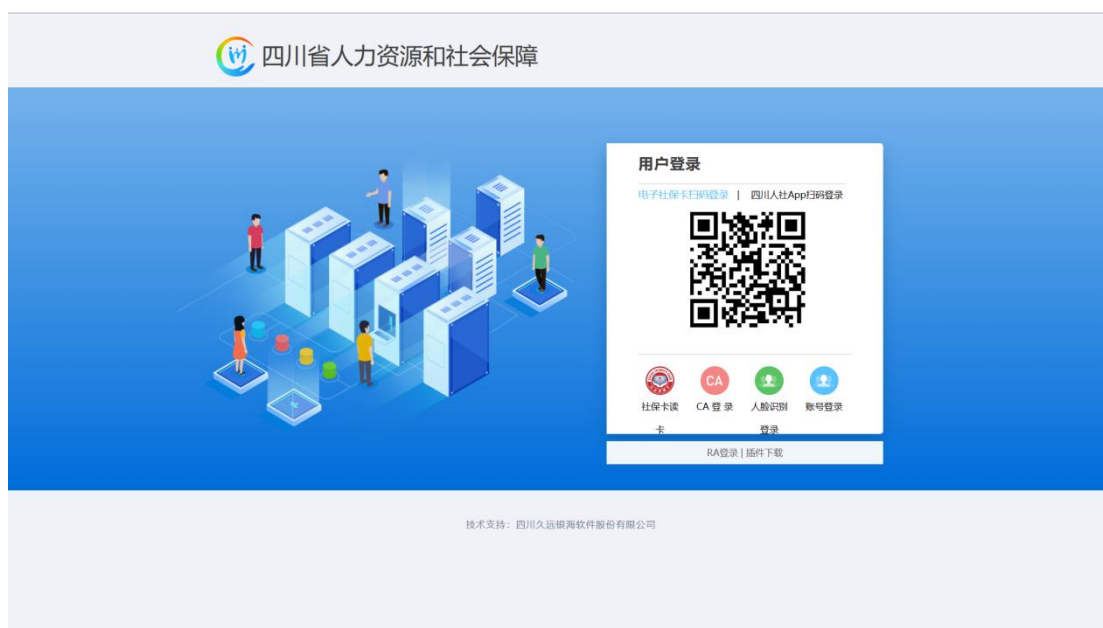 四川省人力资源和社会保障
用户登录
电子社保卡扫码登录 | 四川人社App扫码登录
CA
社保卡读卡
CA 登 录
人脸识别登录
账号登录
RA登录 | 插件下载
技术支持：四川久远银海软件股份有限公司